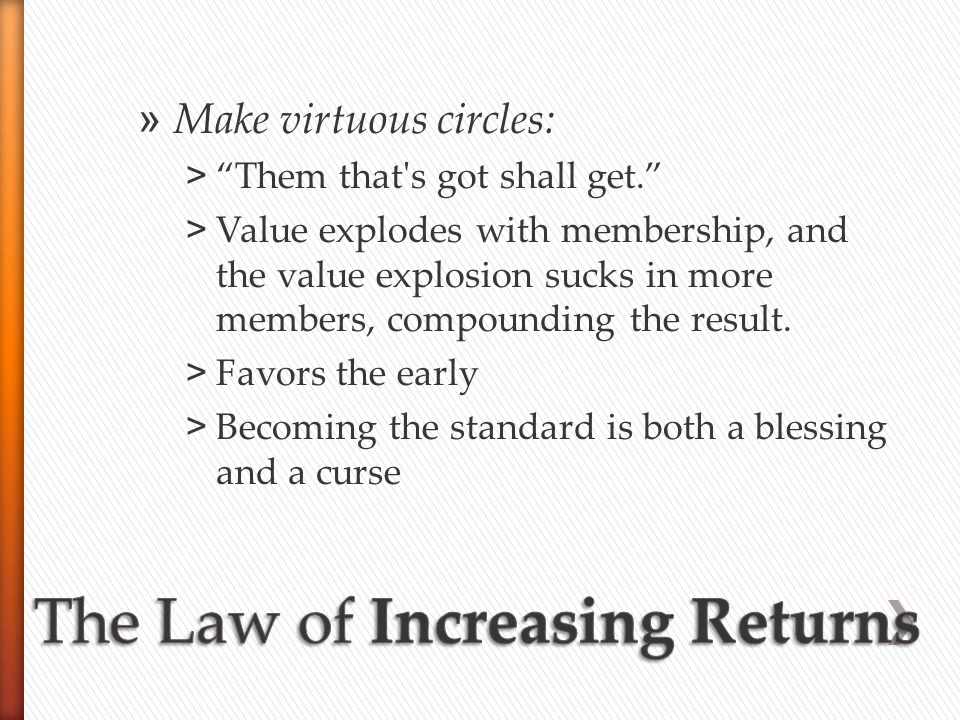 » Make virtuous circles:
> “Them that's got shall get.”
> Value explodes with membership, and
the value explosion sucks in more
members, compounding the result.
> Favors the early
> Becoming the standard is both a blessing
and a curse
The Law of Increasing Returns